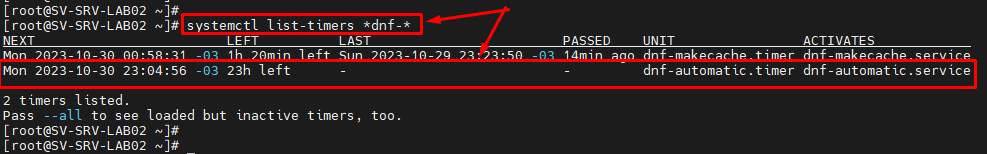 [root@SV-SRV-LAB02 ~]#
[root@SV-SRV-LAB02 ~]# systemctl list-timers *dnf-*
NEXT LEFT LAST PASSED UNIT ACTIVATES
Mon 2023-10-30 00:58:31 -03 1h 20min left Sun 2023-10-29 23:23:50 -03 14min ago dnf-makecache.timer dnf-makecache.service
Mon 2023-10-30 23:04:56 -03 23h left - - dnf-automatic.timer dnf-automatic.service
2 timers listed.
Pass --all to see loaded but inactive timers, too.
[root@SV-SRV-LAB02 ~]#
[root@SV-SRV-LAB02 ~]#